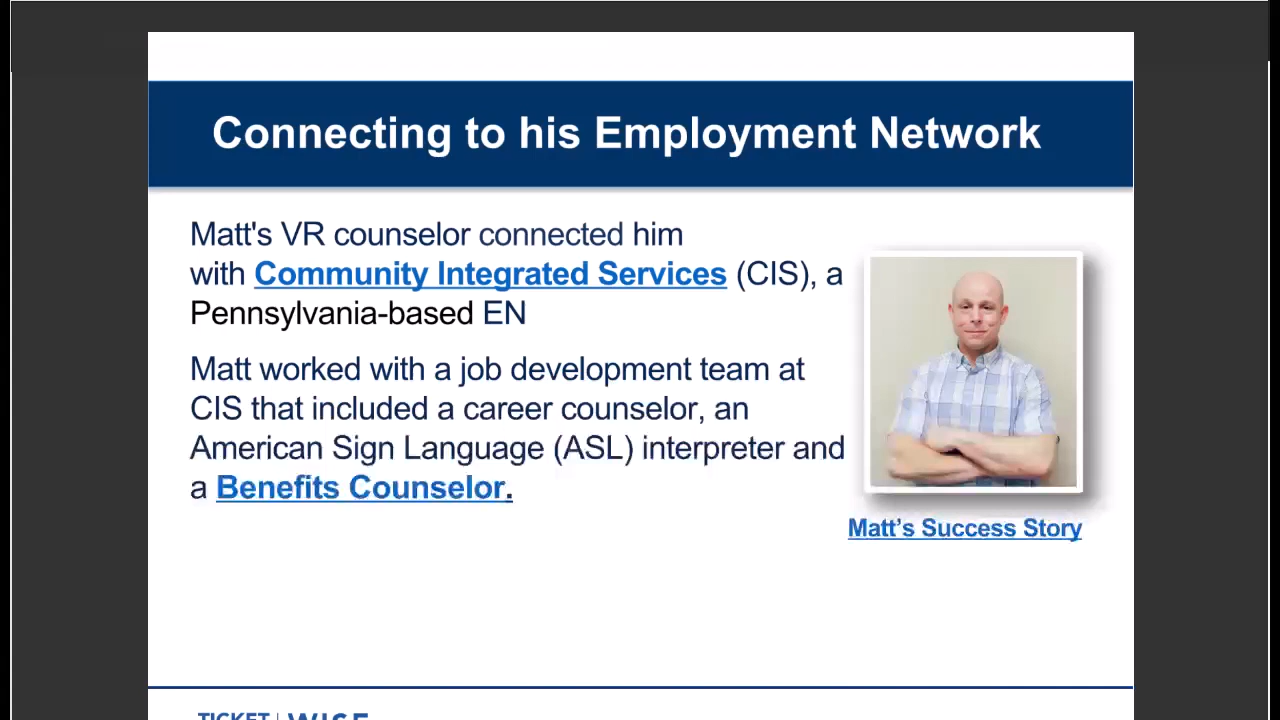 Connecting to his Employment Network
Matt's VR counselor connected him
with Community Integrated Services (CIS), a
Pennsylvania-based EN
Matt worked with a job development team at
CIS that included a career counselor, an
American Sign Language (ASL) interpreter and
a Benefits Counselor.
Matt’s Success Story
TICKET | WISE